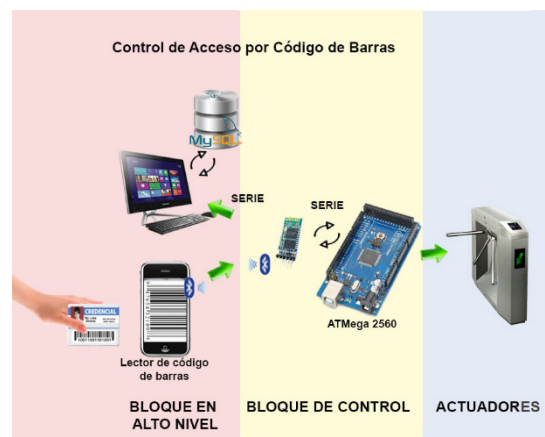 Control de Acceso por Código de Barras
MySQL
SERIE
SERIE
CREDENCIAL
ATMega 2560
Lector de código
de barras
BLOQUE EN
ALTO NIVEL
BLOQUE DE CONTROL
ACTUADORES